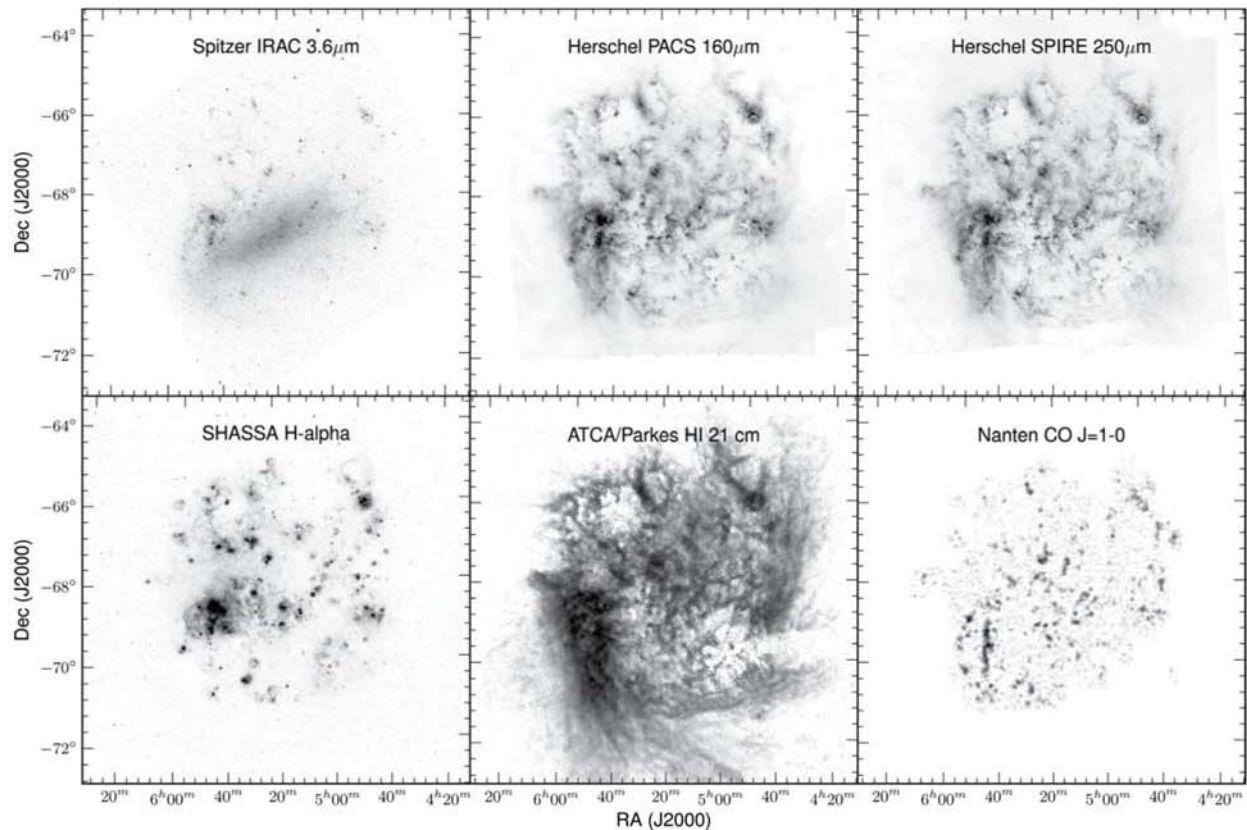 Spitzer IRAC 3.6μm
Herschel PACS 160μm
Herschel SPIRE 250μm
−64°
−66°
−68°
−70°
−72°
Dec (J2000)
SHASSA H-alpha
ATCA/Parkes HI 21 cm
Nanten CO J=1-0
−64°
−66°
−68°
−70°
−72°
Dec (J2000)
20ᵐ 6ʰ00ᵐ 40ᵐ 20ᵐ 5ʰ00ᵐ 4ʰ20ᵐ
20ᵐ 6ʰ00ᵐ 40ᵐ 20ᵐ 5ʰ00ᵐ 40ᵐ
20ᵐ 6ʰ00ᵐ 40ᵐ 20ᵐ 5ʰ00ᵐ 40ᵐ 4ʰ20ᵐ
RA (J2000)